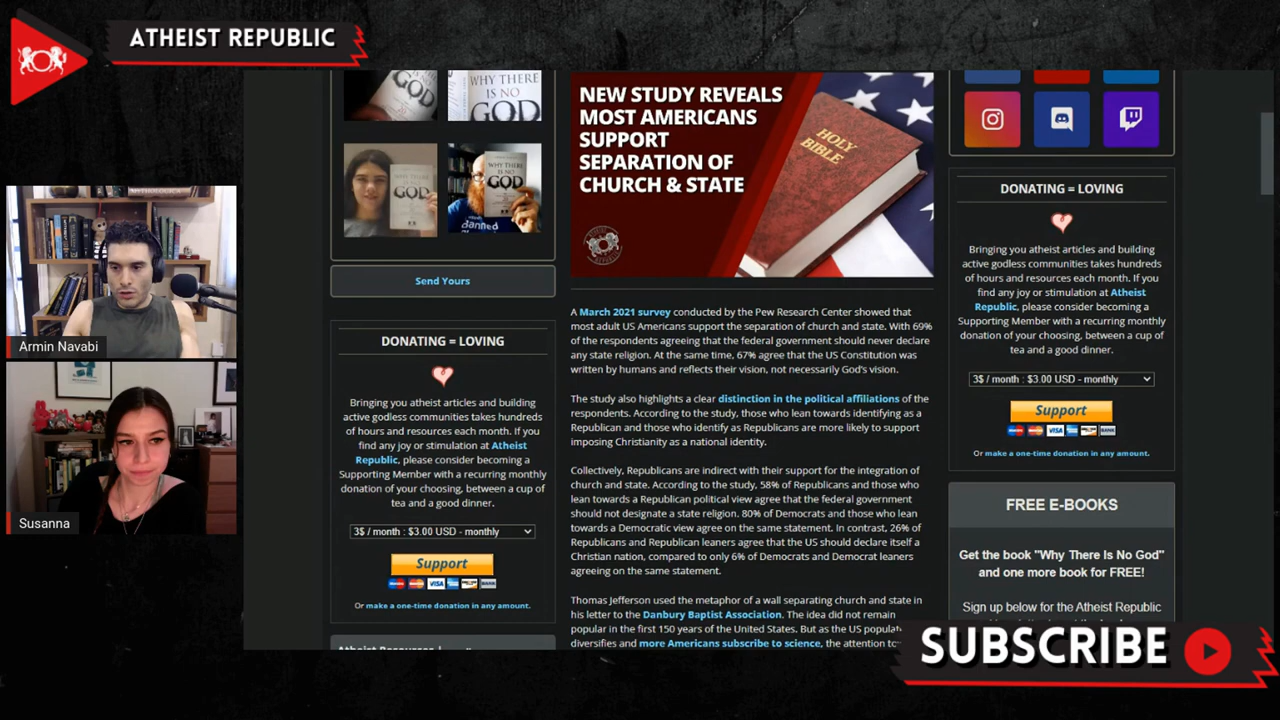 ATHEIST REPUBLIC
GOD
WHY THERE
IS NO
GOD
GOD
WHY THERE
IS NO
GOD
Send Yours
DONATING = LOVING
Bringing you atheist articles and building
active godless communities takes hundreds
of hours and resources each month. If you
find any joy or stimulation at Atheist
Republic, please consider becoming a
Supporting Member with a recurring monthly
donation of your choosing, between a cup of
tea and a good dinner.
3$ / month : $3.00 USD - monthly
Support
VISA
BANK
Or make a one-time donation in any amount.
NEW STUDY REVEALS
MOST AMERICANS
SUPPORT
SEPARATION OF
CHURCH & STATE
HOLY
BIBLE
A March 2021 survey conducted by the Pew Research Center showed that
most adult US Americans support the separation of church and state. With 69%
of the respondents agreeing that the federal government should never declare
any state religion. At the same time, 67% agree that the US Constitution was
written by humans and reflects their vision, not necessarily God's vision.
The study also highlights a clear distinction in the political affiliations of the
respondents. According to the study, those who lean towards identifying as a
Republican and those who identify as Republicans are more likely to support
imposing Christianity as a national identity.
Collectively, Republicans are indirect with their support for the integration of
church and state. According to the study, 58% of Republicans and those who
lean towards a Republican political view agree that the federal government
should not designate a state religion. 80% of Democrats and those who lean
towards a Democratic view agree on the same statement. In contrast, 26% of
Republicans and Republican leaners agree that the US should declare itself a
Christian nation, compared to only 6% of Democrats and Democrat leaners
agreeing on the same statement.
Thomas Jefferson used the metaphor of a wall separating church and state in
his letter to the Danbury Baptist Association. The idea did not remain
popular in the first 150 years of the United States. But as the US
diversifies and more Americans subscribe to science, the attention
DONATING = LOVING
Bringing you atheist articles and building
active godless communities takes hundreds
of hours and resources each month. If you
find any joy or stimulation at Atheist
Republic, please consider becoming a
Supporting Member with a recurring monthly
donation of your choosing, between a cup of
tea and a good dinner.
3$ / month : $3.00 USD - monthly
Support
VISA
BANK
Or make a one-time donation in any amount.
FREE E-BOOKS
Get the book "Why There Is No God"
and one more book for FREE!
Sign up below for the Atheist Republic
Armin Navabi
Susanna
SUBSCRIBE